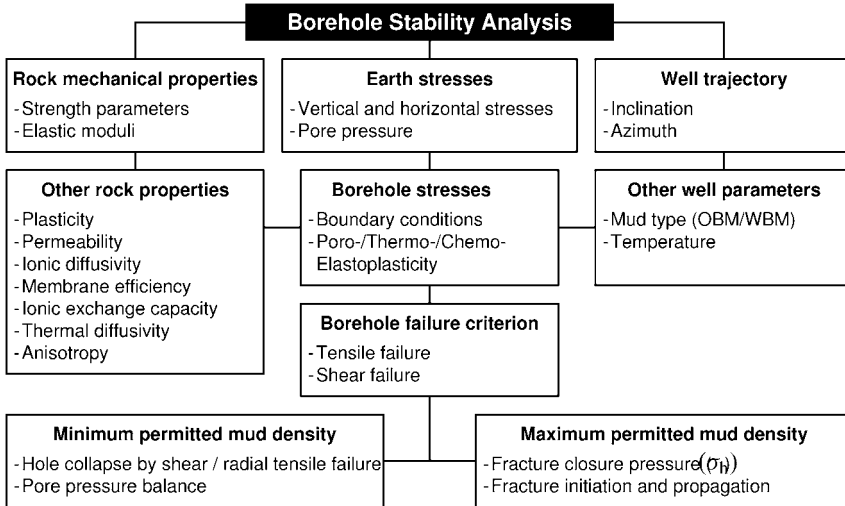 Borehole Stability Analysis
Rock mechanical properties
- Strength parameters
- Elastic moduli
Earth stresses
- Vertical and horizontal stresses
- Pore pressure
Well trajectory
- Inclination
- Azimuth
Other rock properties
- Plasticity
- Permeability
- Ionic diffusivity
- Membrane efficiency
- Ionic exchange capacity
- Thermal diffusivity
- Anisotropy
Borehole stresses
- Boundary conditions
- Poro-/Thermo-/Chemo-
Elastoplasticity
Other well parameters
- Mud type (OBM/WBM)
- Temperature
Borehole failure criterion
- Tensile failure
- Shear failure
Minimum permitted mud density
- Hole collapse by shear / radial tensile failure
- Pore pressure balance
Maximum permitted mud density
- Fracture closure pressure (σh)
- Fracture initiation and propagation